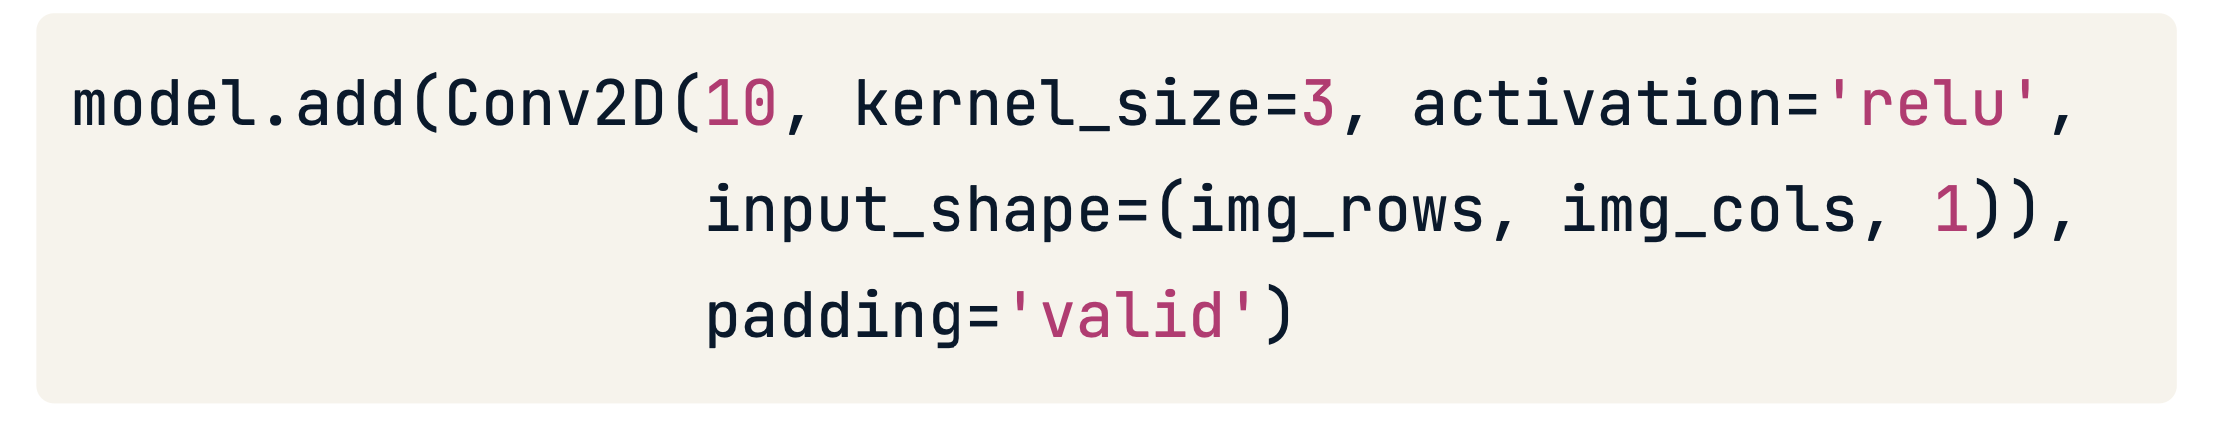 model.add(Conv2D(10, kernel_size=3, activation='relu',
input_shape=(img_rows, img_cols, 1)),
padding='valid')